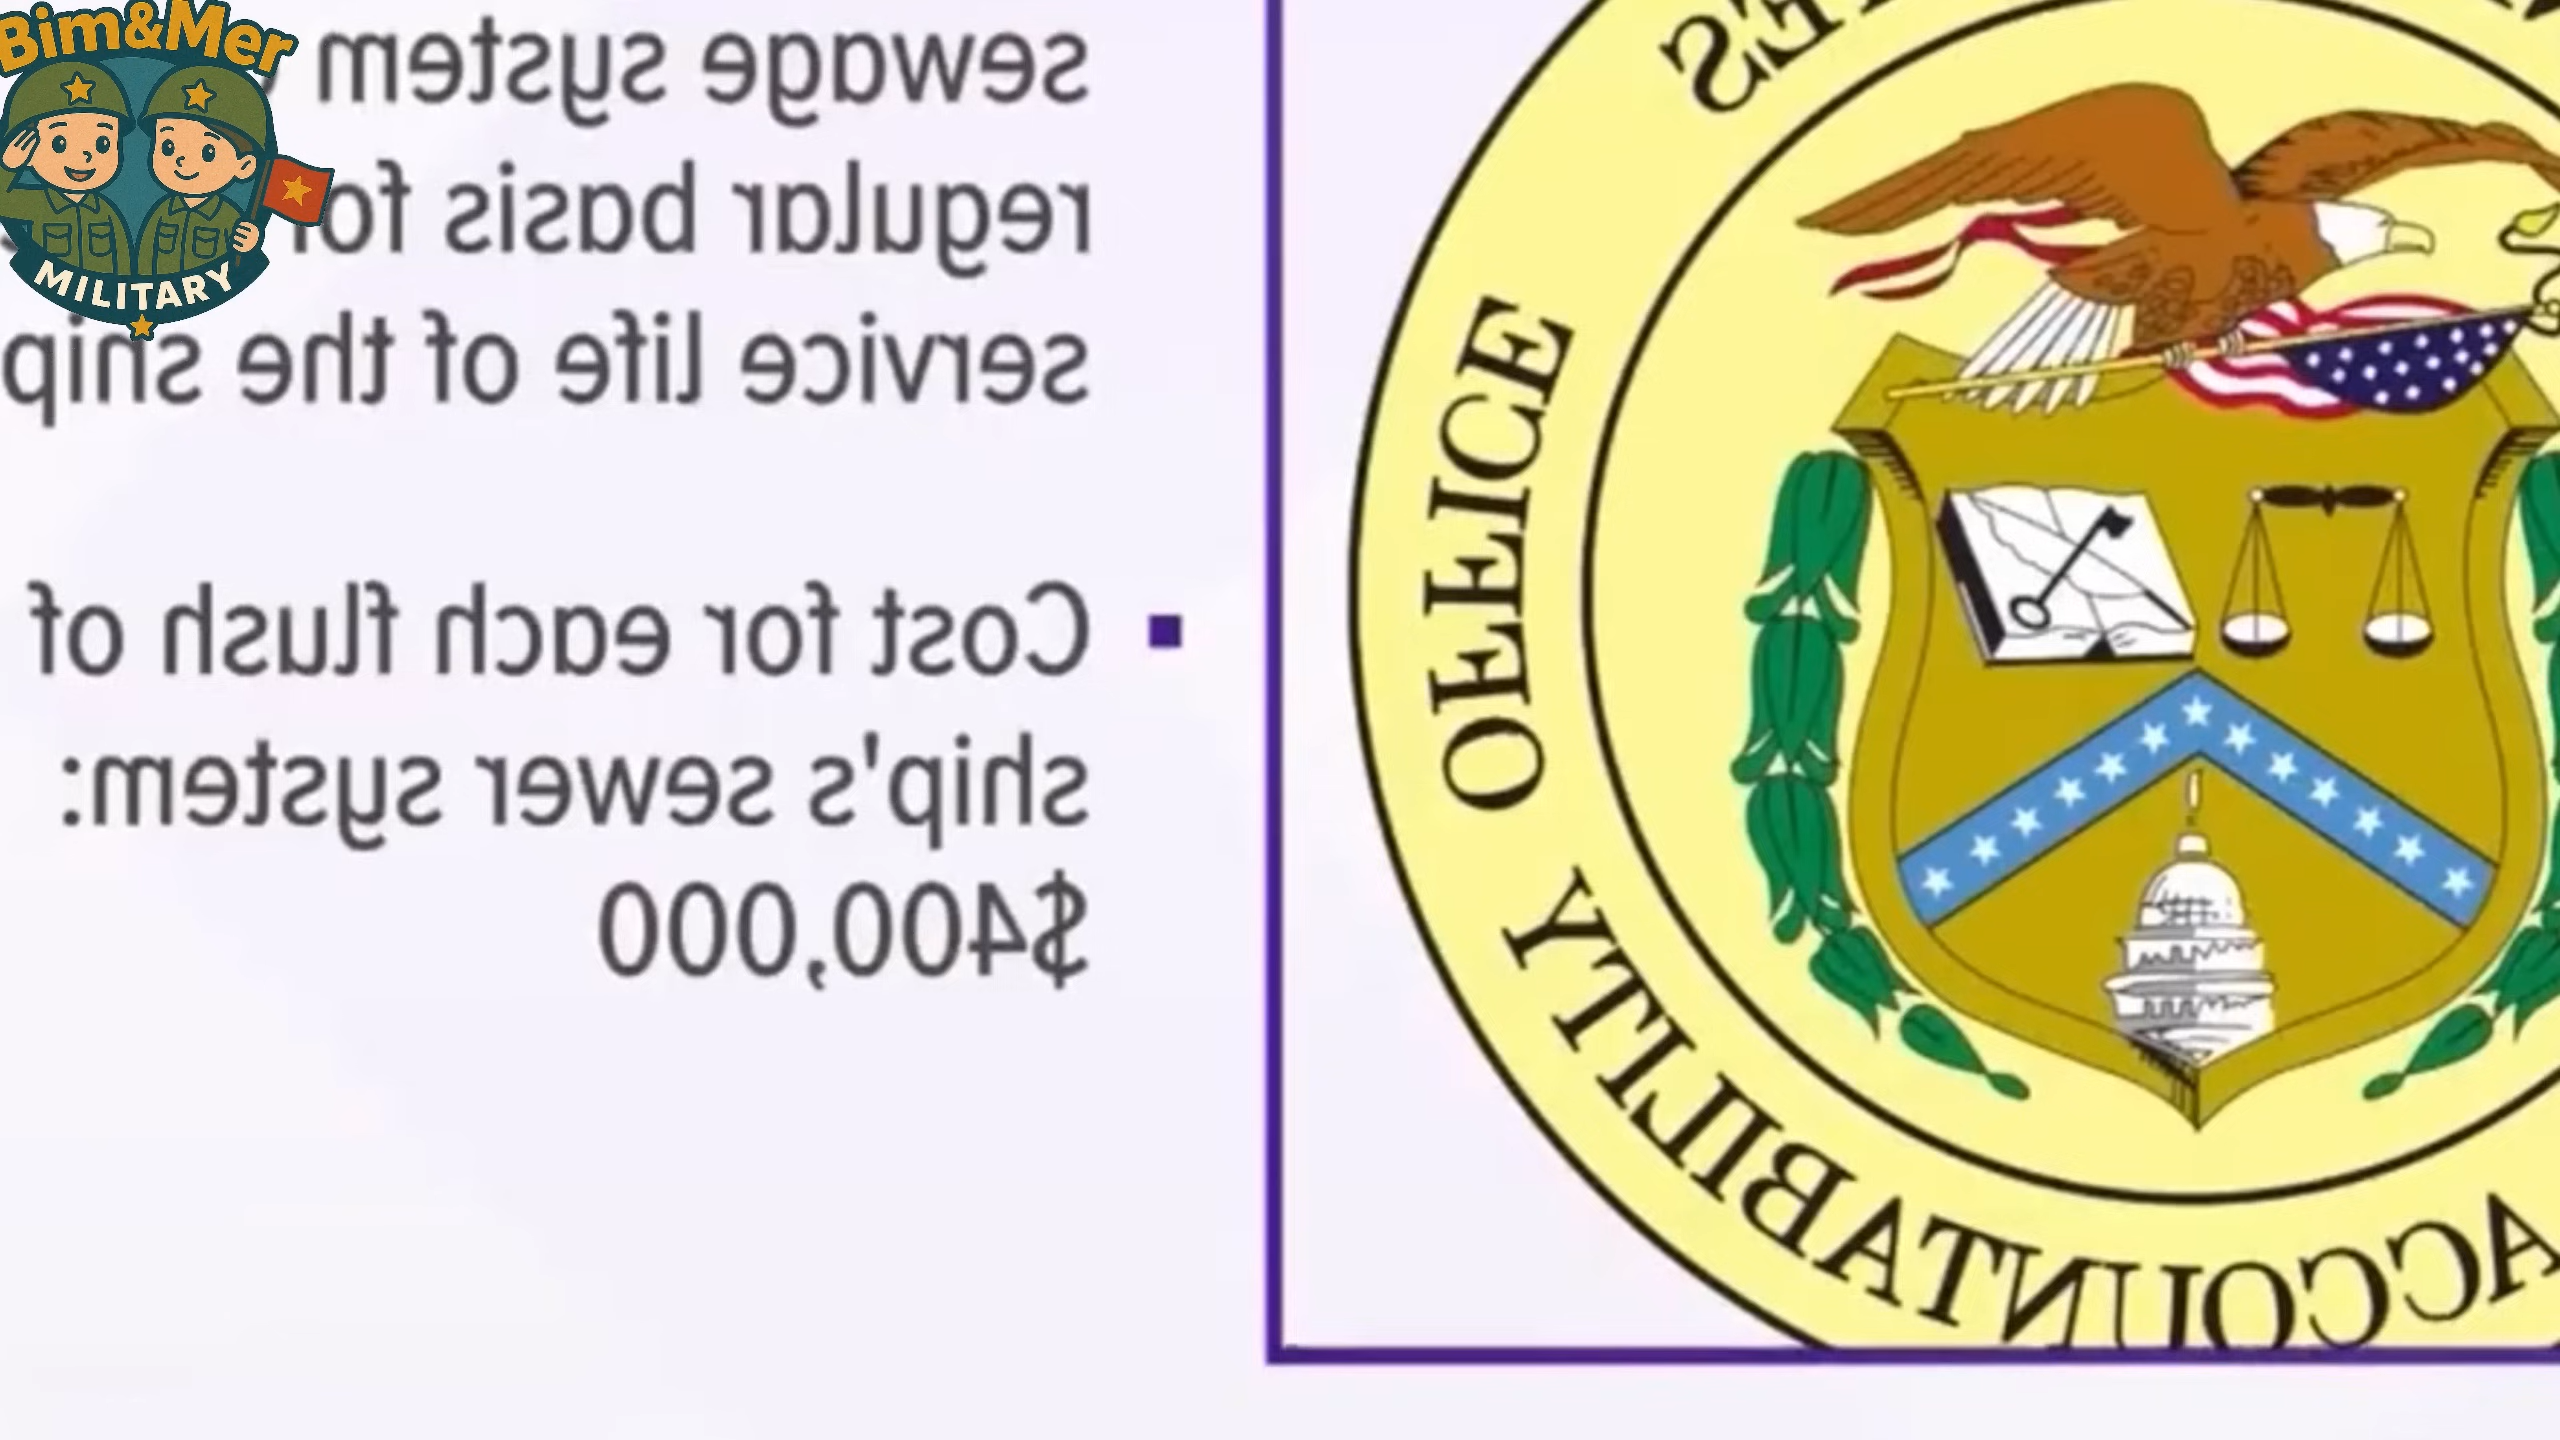 Bim&Mer
MILITARY
sewage system
regular basis for
service life of the ship
▪ Cost for each flush of
ship's sewer system:
$400,000
ACCOUNTABILITY OFFICE